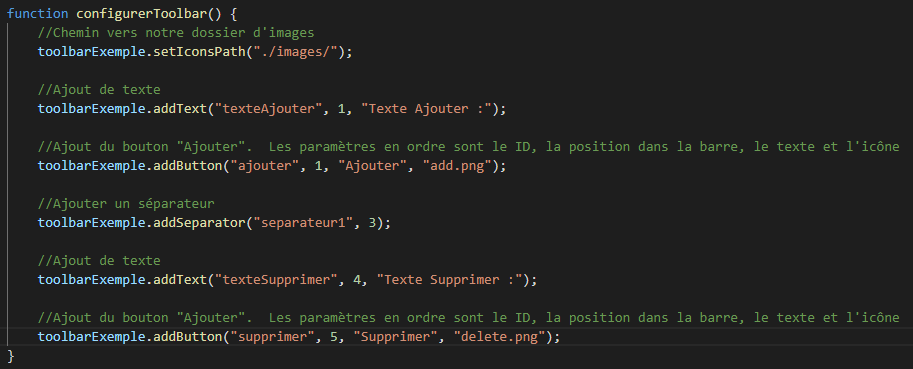 function configurerToolbar() {
//Chemin vers notre dossier d'images
toolbarExemple.setIconsPath("./images/");
//Ajout de texte
toolbarExemple.addText("texteAjouter", 1, "Texte Ajouter :");
//Ajout du bouton "Ajouter".  Les paramètres en ordre sont le ID, la position dans la barre, le texte et l'icône
toolbarExemple.addButton("ajouter", 1, "Ajouter", "add.png");
//Ajouter un séparateur
toolbarExemple.addSeparator("separateur1", 3);
//Ajout de texte
toolbarExemple.addText("texteSupprimer", 4, "Texte Supprimer :");
//Ajout du bouton "Ajouter".  Les paramètres en ordre sont le ID, la position dans la barre, le texte et l'icône
toolbarExemple.addButton("supprimer", 5, "Supprimer", "delete.png");
}